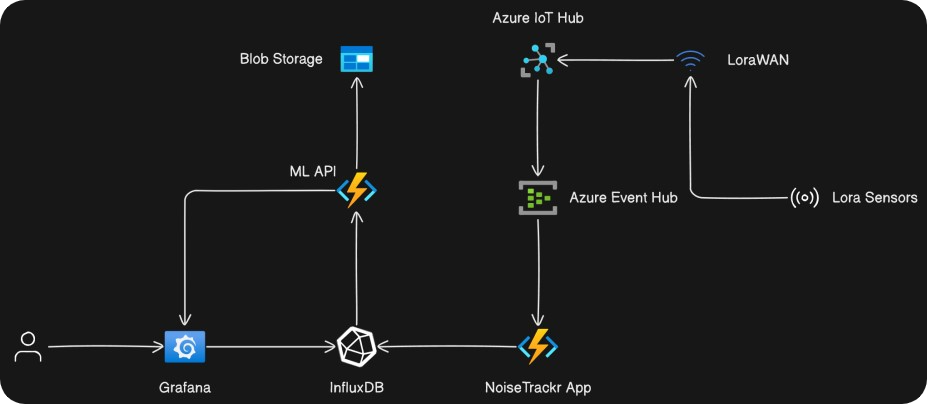 Azure IoT Hub
Blob Storage
LoraWAN
ML API
Azure Event Hub
Lora Sensors
Grafana
InfluxDB
NoiseTrackr App